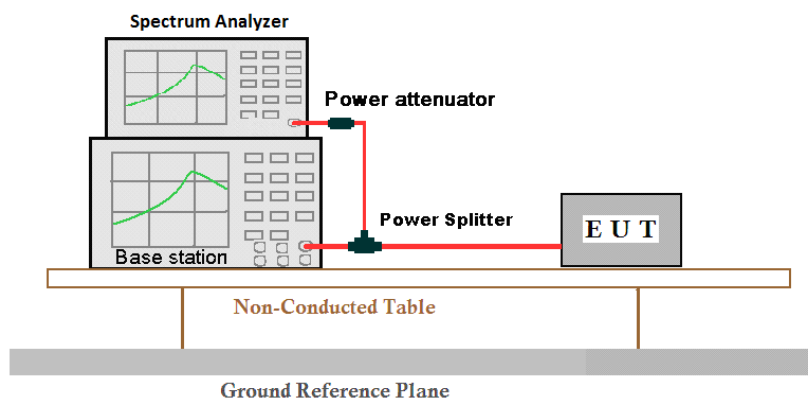 Spectrum Analyzer
Power attenuator
Power Splitter
E U T
Base station
Non-Conducted Table
Ground Reference Plane